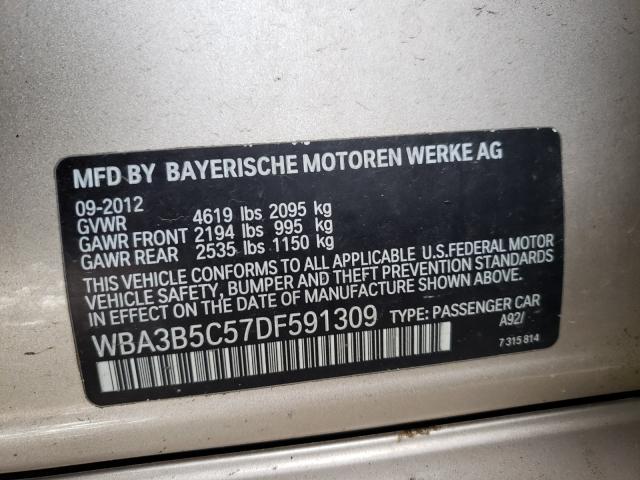 MFD BY BAYERISCHE MOTOREN WERKE AG
09-2012
GVWR 4619 lbs 2095 kg
GAWR FRONT 2194 lbs 995 kg
GAWR REAR 2535 lbs 1150 kg
THIS VEHICLE CONFORMS TO ALL APPLICABLE U.S.FEDERAL MOTOR
VEHICLE SAFETY, BUMPER AND THEFT PREVENTION STANDARDS
IN EFFECT ON THE DATE OF MANUFACTURE SHOWN ABOVE.
WBA3B5C57DF591309 TYPE: PASSENGER CAR
A92/
7 315 814